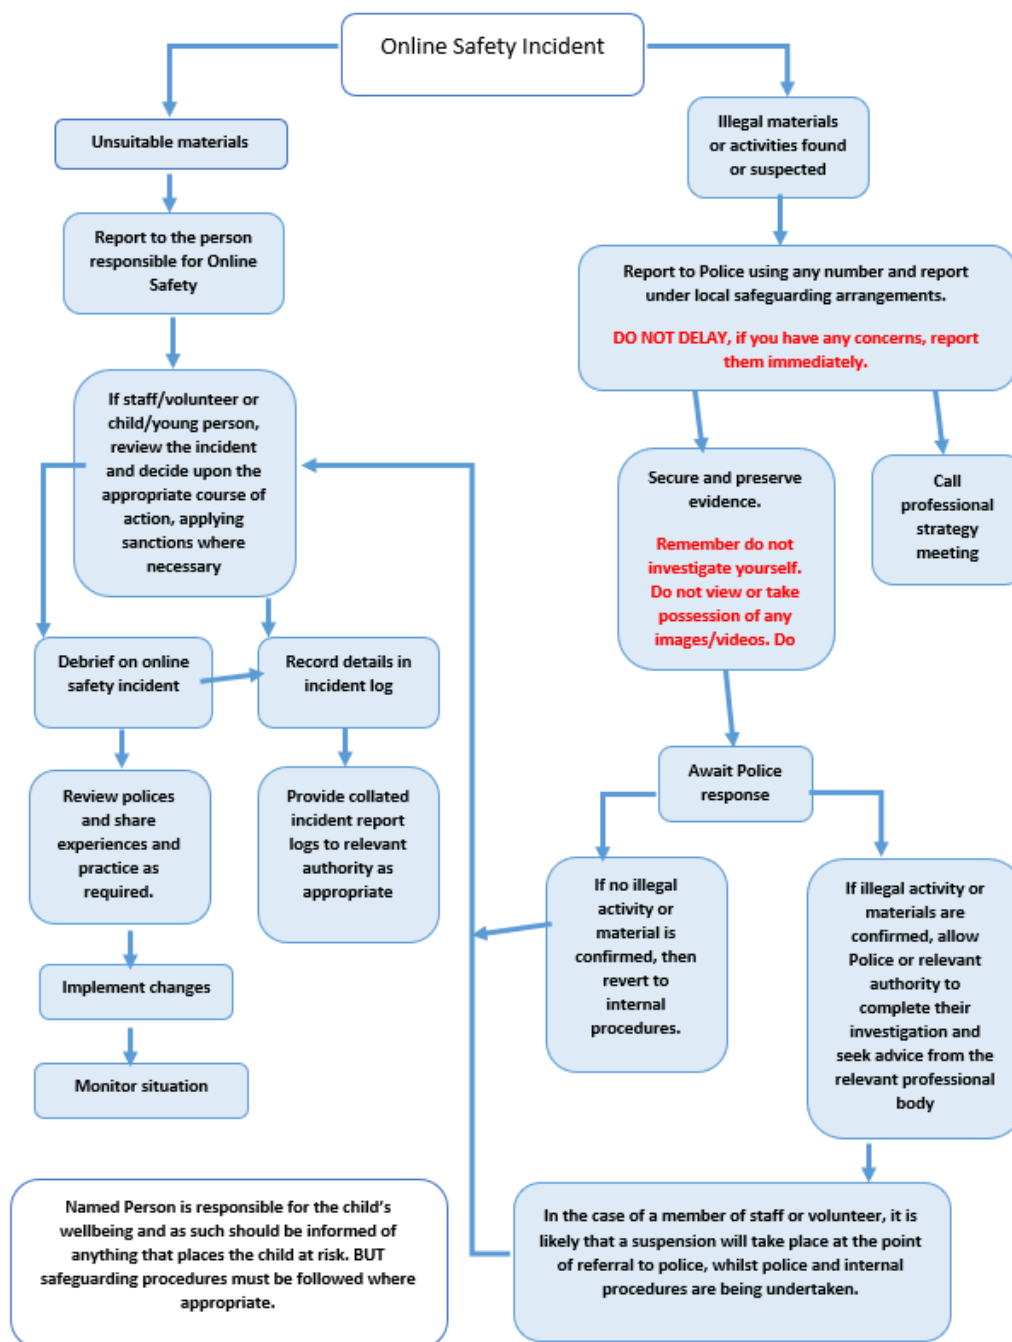 Online Safety Incident
Unsuitable materials
Illegal materials
or activities found
or suspected
Report to the person
responsible for Online
Safety
Report to Police using any number and report
under local safeguarding arrangements.
DO NOT DELAY, if you have any concerns, report
them immediately.
If staff/volunteer or
child/young person,
review the incident
and decide upon the
appropriate course of
action, applying
sanctions where
necessary
Secure and preserve
evidence.
Remember do not
investigate yourself.
Do not view or take
possession of any
images/videos. Do
Call
professional
strategy
meeting
Debrief on online
safety incident
Record details in
incident log
Review polices
and share
experiences and
practice as
required.
Provide collated
incident report
logs to relevant
authority as
appropriate
Await Police
response
If no illegal
activity or
material is
confirmed, then
revert to
internal
procedures.
If illegal activity or
materials are
confirmed, allow
Police or relevant
authority to
complete their
investigation and
seek advice from the
relevant professional
body
Implement changes
Monitor situation
Named Person is responsible for the child’s
wellbeing and as such should be informed of
anything that places the child at risk. BUT
safeguarding procedures must be followed where
appropriate.
In the case of a member of staff or volunteer, it is
likely that a suspension will take place at the point
of referral to police, whilst police and internal
procedures are being undertaken.